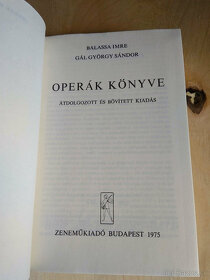 BALASSA IMRE
GÁL GYÖRGY SÁNDOR
OPERÁK KÖNYVE
ÁTDOLGOZOTT ÉS BŐVÍTETT KIADÁS
ZENEMŰKIADÓ BUDAPEST 1975